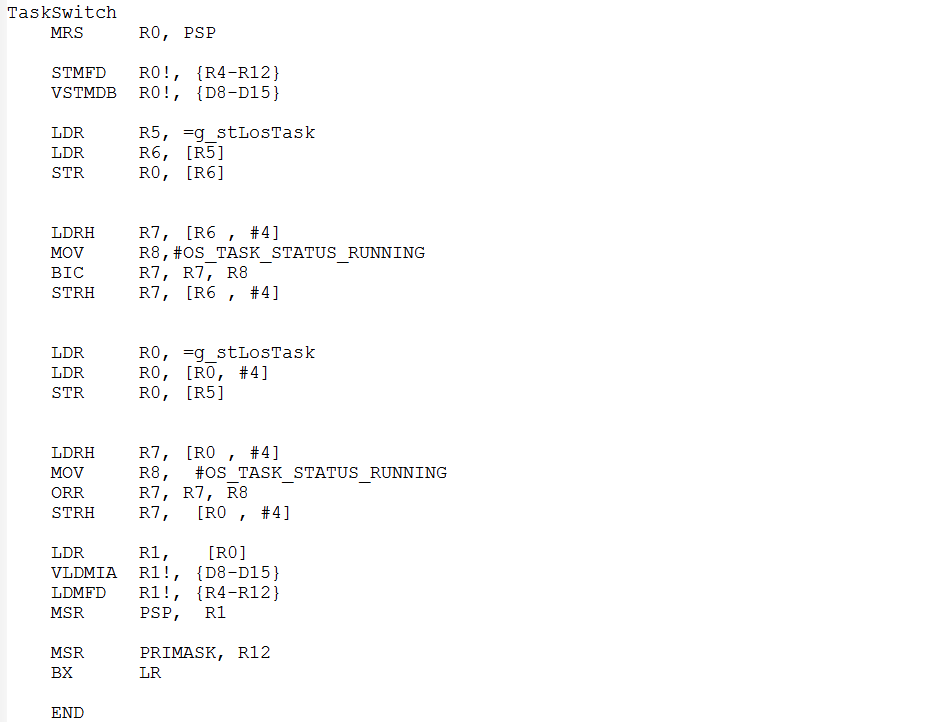 TaskSwitch
MRS R0, PSP
STMFD R0!, {R4-R12}
VSTMDB R0!, {D8-D15}
LDR R5, =g_stLosTask
LDR R6, [R5]
STR R0, [R6]
LDRH R7, [R6 , #4]
MOV R8,#OS_TASK_STATUS_RUNNING
BIC R7, R7, R8
STRH R7, [R6 , #4]
LDR R0, =g_stLosTask
LDR R0, [R0, #4]
STR R0, [R5]
LDRH R7, [R0 , #4]
MOV R8, #OS_TASK_STATUS_RUNNING
ORR R7, R7, R8
STRH R7, [R0 , #4]
LDR R1, [R0]
VLDMIA R1!, {D8-D15}
LDMFD R1!, {R4-R12}
MSR PSP, R1
MSR PRIMASK, R12
BX LR
END